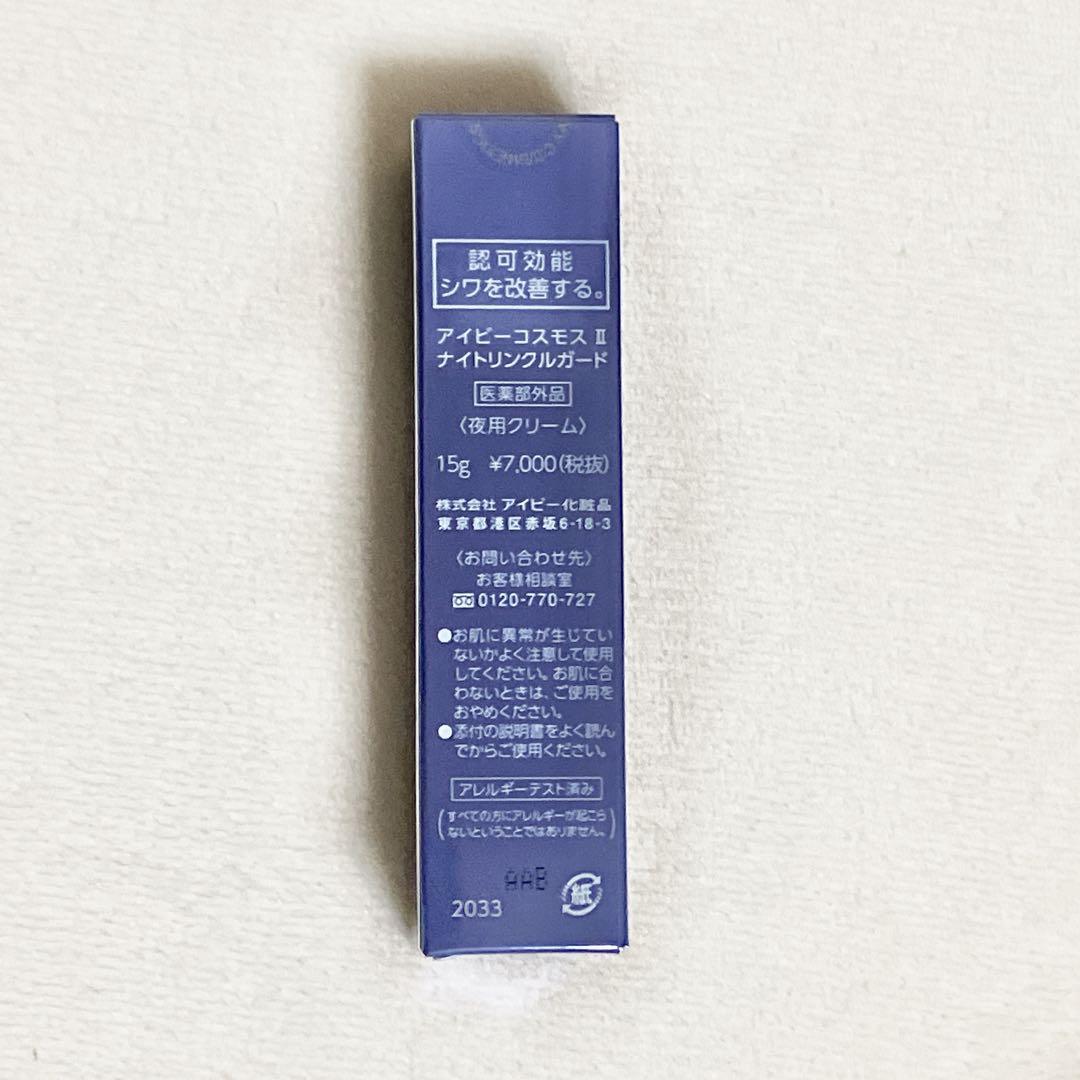 認可効能
シワを改善する。
アイビーコスモス Ⅱ
ナイトリンクルガード
医薬部外品
〈夜用クリーム〉
15g ¥7,000(税抜)
株式会社 アイビー化粧品
東京都港区赤坂6-18-3
〈お問い合わせ先〉
お客様相談室
0120-770-727
●お肌に異常が生じてい
ないかよく注意して使用
してください。お肌に合
わないときは、ご使用を
おやめください。
●添付の説明書をよく読ん
でからご使用ください。
アレルギーテスト済み
(すべての方にアレルギーが起こら
ないということではありません。)
AAB
2033
紙